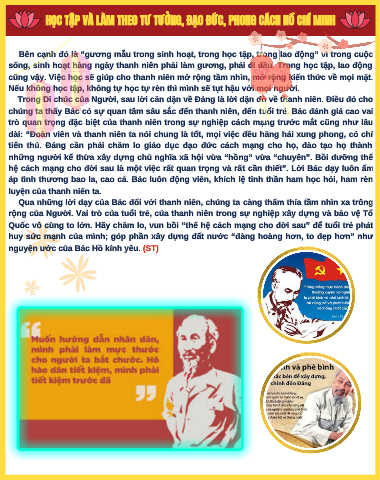 HỌC TẬP VÀ LÀM THEO TƯ TƯỞNG, ĐẠO ĐỨC, PHONG CÁCH HỒ CHÍ MINH
Bên cạnh đó là “gương mẫu trong sinh hoạt, trong học tập, trong lao động” vì trong cuộc
sống, sinh hoạt hàng ngày thanh niên phải làm gương, phải đi đầu. Trong học tập, lao động
cũng vậy. Việc học sẽ giúp cho thanh niên mở rộng tầm nhìn, mở rộng kiến thức về mọi mặt.
Nếu không học tập, không tự học tự rèn thì mình sẽ tụt hậu với mọi người.
Trong Di chúc của Người, sau lời căn dặn về Đảng là lời dặn dò về thanh niên. Điều đó cho
chúng ta thấy Bác có sự quan tâm sâu sắc đến thanh niên, đến tuổi trẻ. Bác đánh giá cao vai
trò quan trọng đặc biệt của thanh niên trong sự nghiệp cách mạng trước mắt cũng như lâu
dài: “Đoàn viên và thanh niên ta nói chung là tốt, mọi việc đều hăng hái xung phong, có chí
tiến thủ. Đảng cần phải chăm lo giáo dục đạo đức cách mạng cho họ, đào tạo họ thành
những người kế thừa xây dựng chủ nghĩa xã hội vừa “hồng” vừa “chuyên”. Bồi dưỡng thế
hệ cách mạng cho đời sau là một việc rất quan trọng và rất cần thiết”. Lời Bác dạy luôn ấm
áp tình thương bao la, cao cả. Bác luôn động viên, khích lệ tinh thần ham học hỏi, ham rèn
luyện của thanh niên ta.
Qua những lời dạy của Bác đối với thanh niên, chúng ta càng thấm thía tầm nhìn xa trông
rộng của Người. Vai trò của tuổi trẻ, của thanh niên trong sự nghiệp xây dựng và bảo vệ Tổ
Quốc vô cùng to lớn. Hãy chăm lo, vun bồi “thế hệ cách mạng cho đời sau” để tuổi trẻ phát
huy sức mạnh của mình; góp phần xây dựng đất nước “đàng hoàng hơn, to đẹp hơn” như
nguyện ước của Bác Hồ kính yêu. (ST)
“
Muốn hướng dẫn nhân dân,
mình phải làm mực thước
cho người ta bắt chước. Hô
hào dân tiết kiệm, mình phải
tiết kiệm trước đã
”
và phê bình
để xây dựng,
chỉnh đốn Đảng